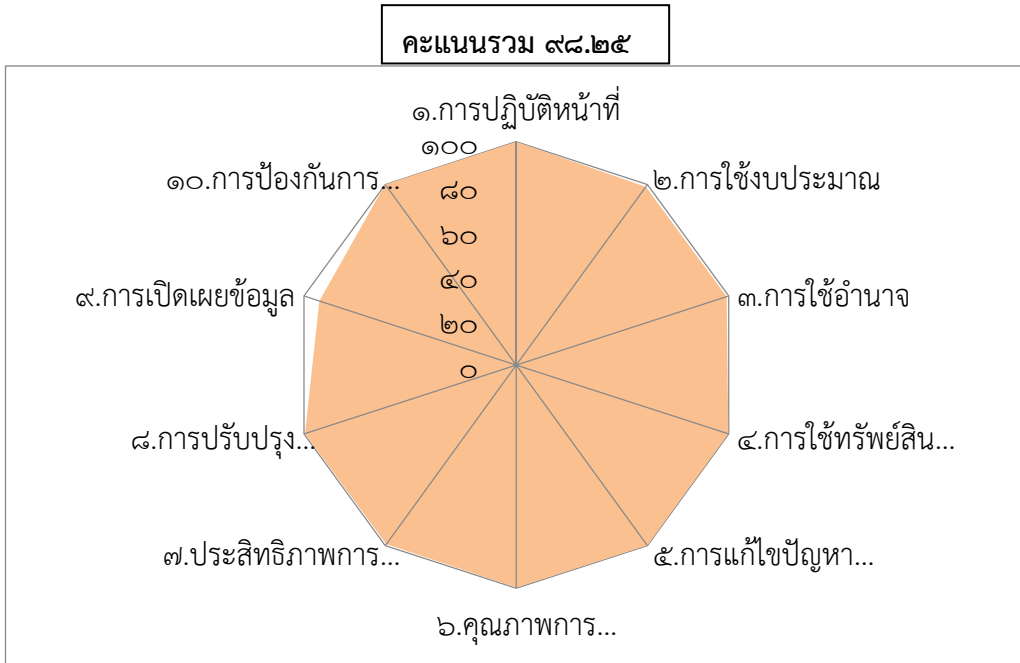 คะแนนรวม ๙๘.๒๕
๑.การปฏิบัติหน้าที่
๒.การใช้งบประมาณ
๓.การใช้อำนาจ
๔.การใช้ทรัพย์สิน...
๕.การแก้ไขปัญหา...
๖.คุณภาพการ...
๗.ประสิทธิภาพการ...
๘.การปรับปรุง...
๙.การเปิดเผยข้อมูล
๑๐.การป้องกันการ...
๑๐๐
๘๐
๖๐
๔๐
๒๐
๐